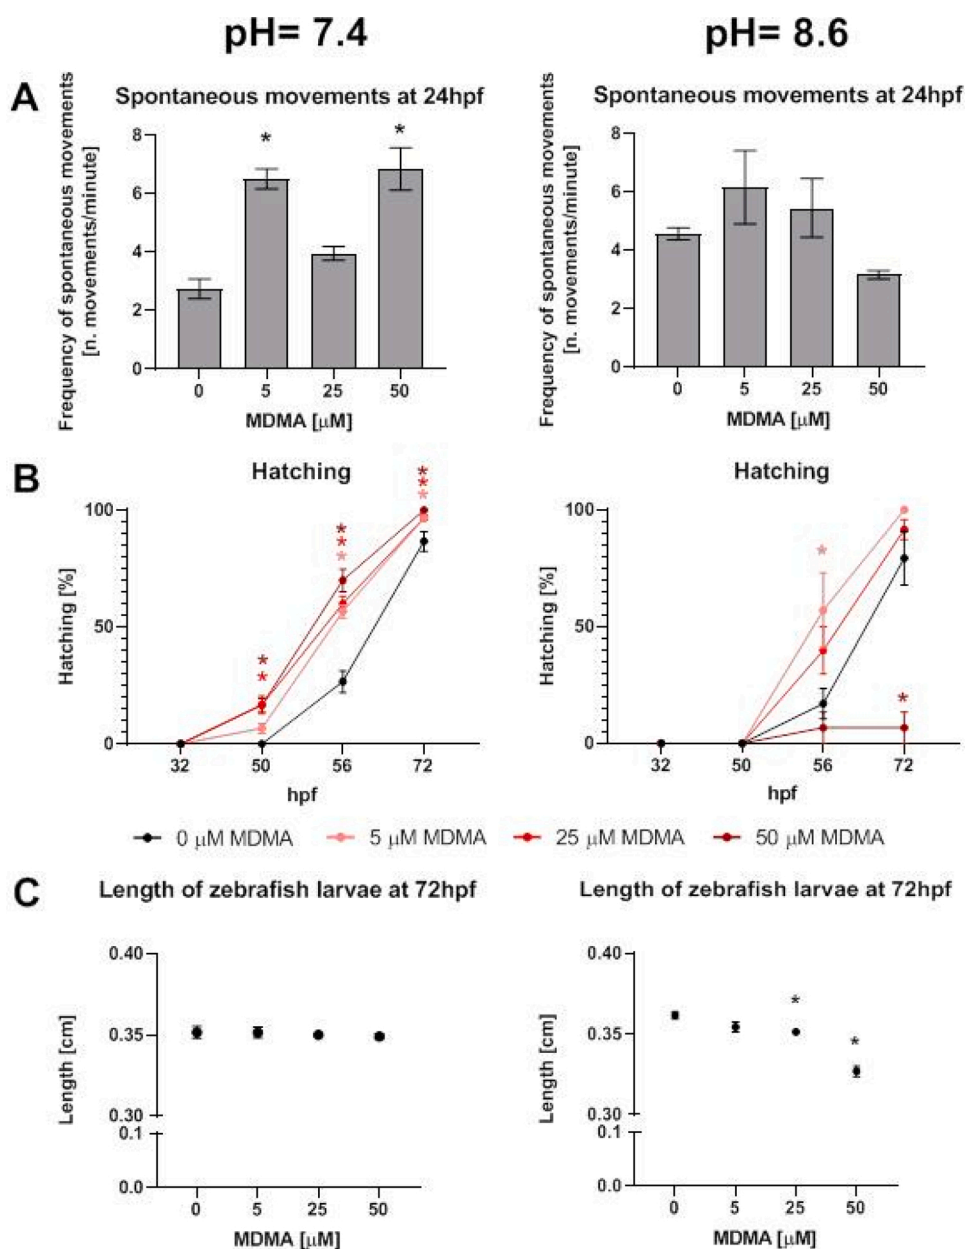 pH= 7.4
pH= 8.6
A
Spontaneous movements at 24hpf
Frequency of spontaneous movements
[n. movements/minute]
8
6
4
2
0
*
*
0 5 25 50
MDMA [μM]
Spontaneous movements at 24hpf
Frequency of spontaneous movements
[n. movements/minute]
8
6
4
2
0
0 5 25 50
MDMA [μM]
B
Hatching
Hatching [%]
100
50
0
* *
* * *
* * *
32 50 56 72
hpf
Hatching
Hatching [%]
100
50
0
*
*
32 50 56 72
hpf
0 μM MDMA 5 μM MDMA 25 μM MDMA 50 μM MDMA
C
Length of zebrafish larvae at 72hpf
Length [cm]
0.40
0.35
0.30
0.1
0.0
0 5 25 50
MDMA [μM]
Length of zebrafish larvae at 72hpf
Length [cm]
0.40
0.35
0.30
0.1
0.0
*
*
0 5 25 50
MDMA [μM]